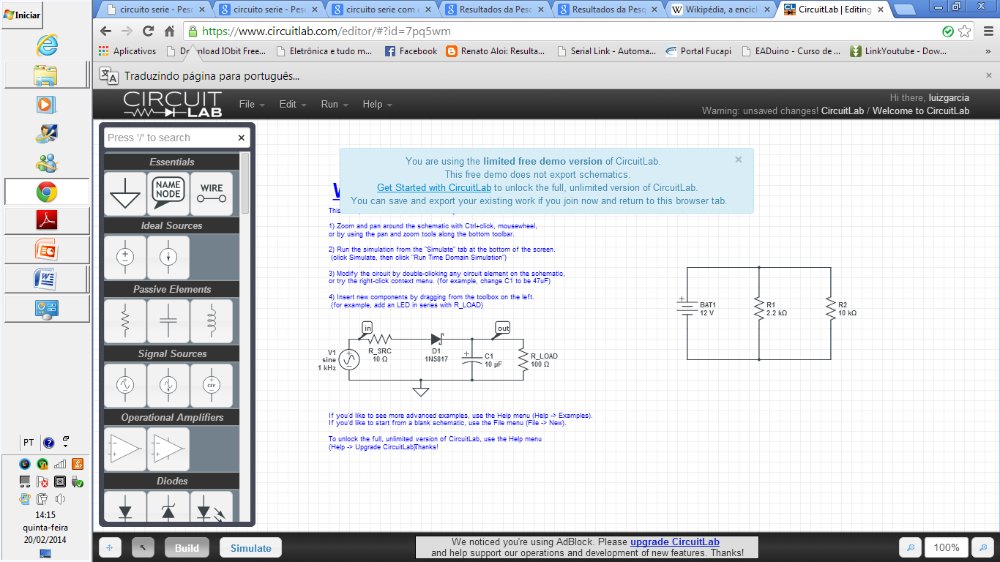 Iniciar
circuito serie - Pesq
circuito serie - Pesq
circuito serie com d
Resultados da Pesq
Resultados da Pesq
Wikipédia, a encicl
CircuitLab | Editing
https://www.circuitlab.com/editor/#?id=7pq5wm
Aplicativos
Download IObit Free...
Eletrônica e tudo m...
Facebook
Renato Aloi: Resulta...
Serial Link - Automa...
Portal Fucapi
EADuino - Curso de ...
LinkYoutube - Dow...
»
Traduzindo página para português...
CIRCUIT
LAB
File
Edit
Run
Help
Hi there, luizgarcia
Warning: unsaved changes! CircuitLab / Welcome to CircuitLab
Press '/' to search
Essentials
NAME
NODE
WIRE
Ideal Sources
Passive Elements
Signal Sources
CSV
Operational Amplifiers
Diodes
You are using the limited free demo version of CircuitLab.
This free demo does not export schematics.
Get Started with CircuitLab to unlock the full, unlimited version of CircuitLab.
You can save and export your existing work if you join now and return to this browser tab.
1) Zoom and pan around the schematic with Ctrl+click, mousewheel,
or by using the pan and zoom tools along the bottom toolbar.
2) Run the simulation from the "Simulate" tab at the bottom of the screen.
(click Simulate, then click "Run Time Domain Simulation")
3) Modify the circuit by double-clicking any circuit element on the schematic,
or try the right-click context menu. (for example, change C1 to be 47uF)
4) Insert new components by dragging from the toolbox on the left.
(for example, add an LED in series with R_LOAD)
in
out
V1
sine
1 kHz
R_SRC
10 Ω
D1
1N5817
C1
10 µF
R_LOAD
100 Ω
BAT1
12 V
R1
2.2 kΩ
R2
10 kΩ
If you'd like to see more advanced examples, use the Help menu (Help -> Examples).
If you'd like to start from a blank schematic, use the File menu (File -> New).
To unlock the full, unlimited version of CircuitLab, use the Help menu
(Help -> Upgrade CircuitLab)Thanks!
Build
Simulate
We noticed you're using AdBlock. Please upgrade CircuitLab
and help support our operations and development of new features. Thanks!
100%
PT
14:15
quinta-feira
20/02/2014